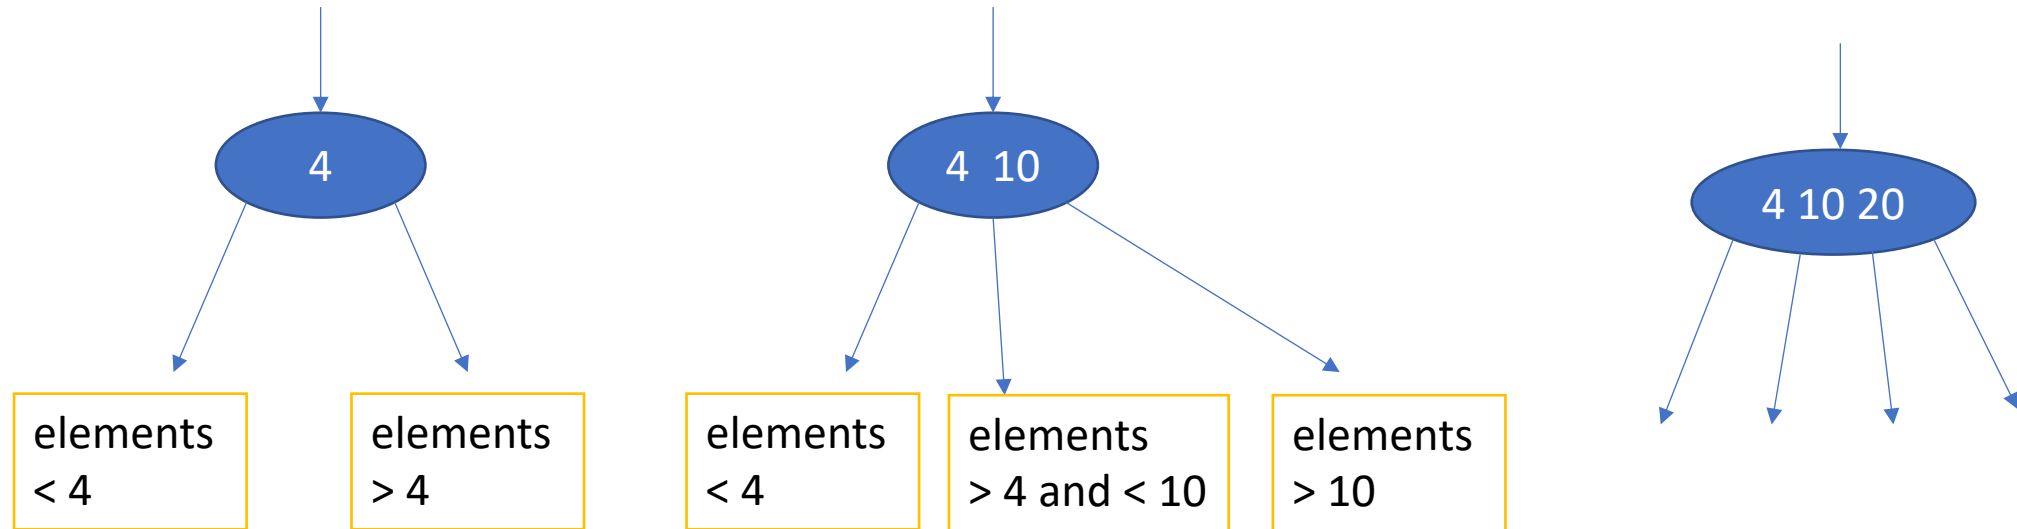 4
4 10
4 10 20
elements
< 4
elements
> 4
elements
< 4
elements
> 4 and < 10
elements
> 10